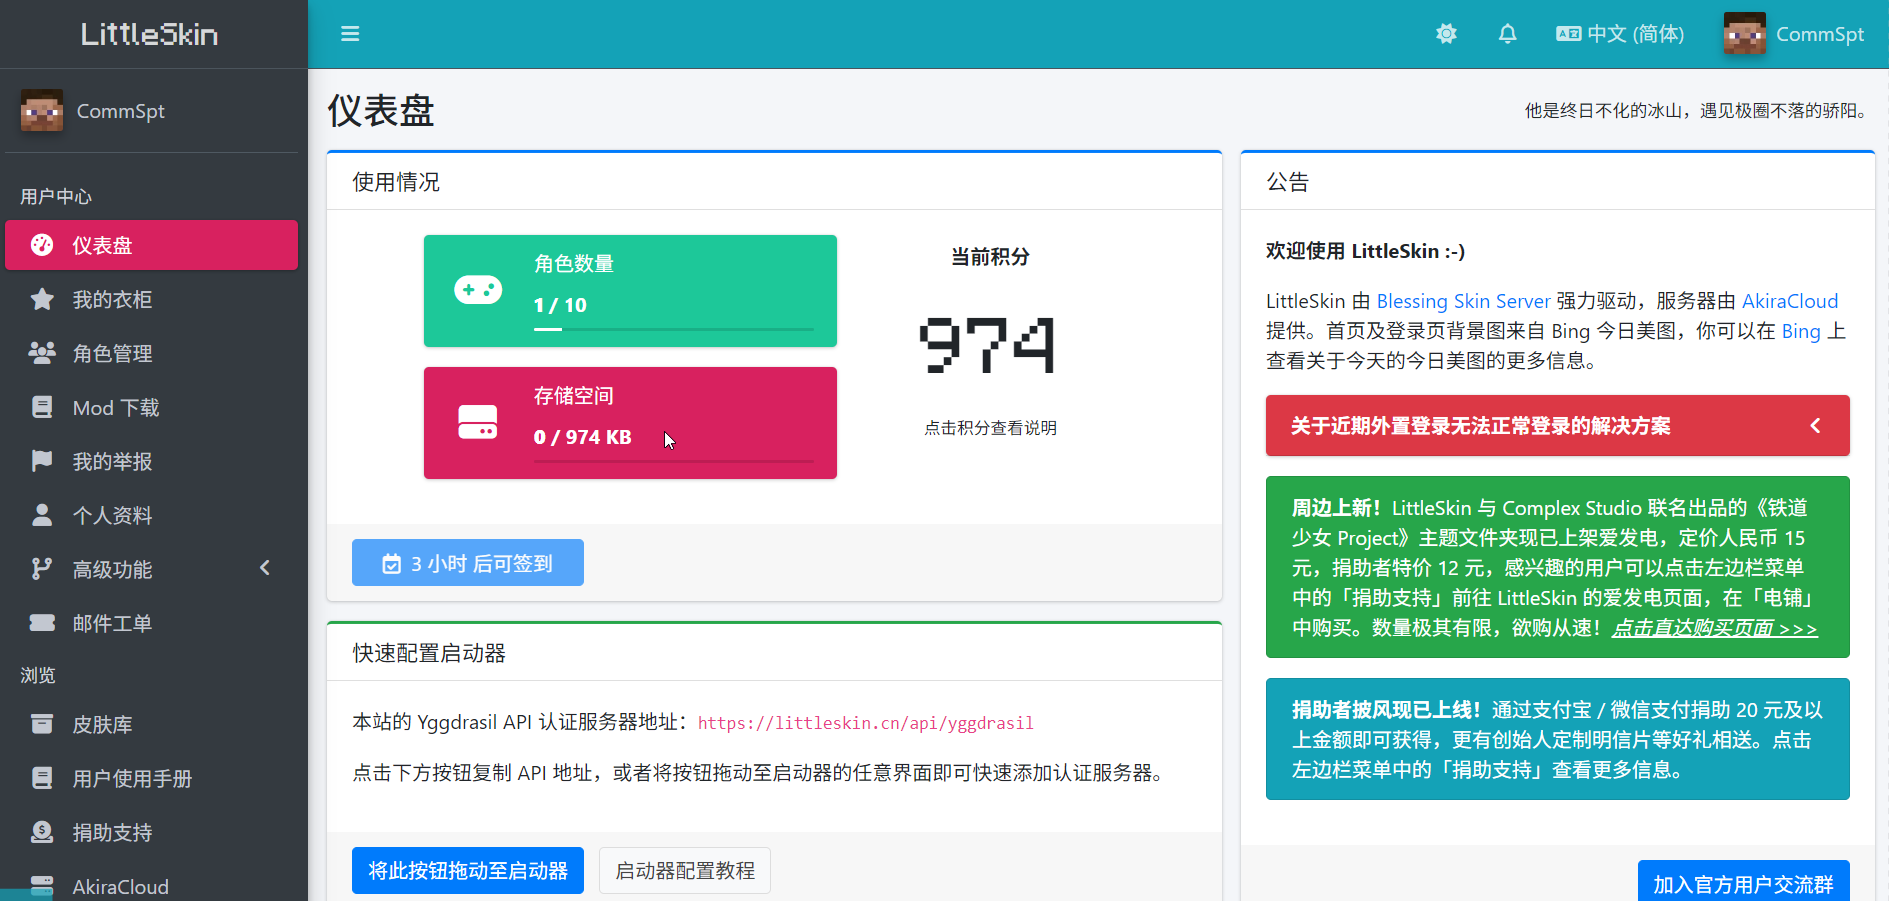 LittleSkin
中文 (简体)
CommSpt
CommSpt
用户中心
仪表盘
我的衣柜
角色管理
Mod 下载
我的举报
个人资料
高级功能
邮件工单
浏览
皮肤库
用户使用手册
捐助支持
AkiraCloud
仪表盘
他是终日不化的冰山，遇见极圈不落的骄阳。
使用情况
角色数量
1 / 10
存储空间
0 / 974 KB
当前积分
974
点击积分查看说明
3 小时 后可签到
快速配置启动器
本站的 Yggdrasil API 认证服务器地址：https://littleskin.cn/api/yggdrasil
点击下方按钮复制 API 地址，或者将按钮拖动至启动器的任意界面即可快速添加认证服务器。
将此按钮拖动至启动器
启动器配置教程
公告
欢迎使用 LittleSkin :-)
LittleSkin 由 Blessing Skin Server 强力驱动，服务器由 AkiraCloud
提供。首页及登录页背景图来自 Bing 今日美图，你可以在 Bing 上
查看关于今天的今日美图的更多信息。
关于近期外置登录无法正常登录的解决方案
周边上新！LittleSkin 与 Complex Studio 联名出品的《铁道
少女 Project》主题文件夹现已上架爱发电，定价人民币 15
元，捐助者特价 12 元，感兴趣的用户可以点击左边栏菜单
中的「捐助支持」前往 LittleSkin 的爱发电页面，在「电铺」
中购买。数量极其有限，欲购从速！点击直达购买页面 >>>
捐助者披风现已上线！通过支付宝 / 微信支付捐助 20 元及以
上金额即可获得，更有创始人定制明信片等好礼相送。点击
左边栏菜单中的「捐助支持」查看更多信息。
加入官方用户交流群